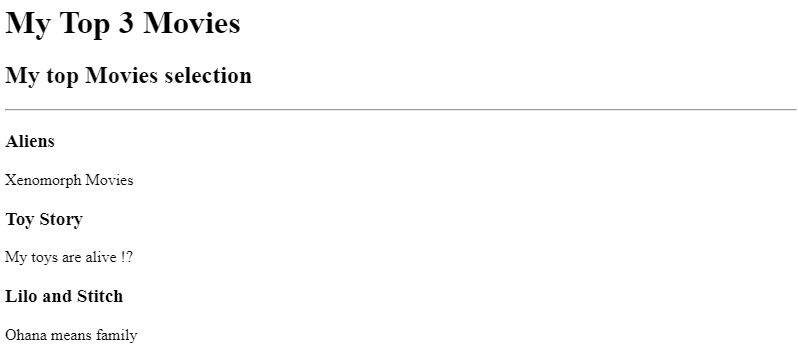 My Top 3 Movies
My top Movies selection
Aliens
Xenomorph Movies
Toy Story
My toys are alive !?
Lilo and Stitch
Ohana means family